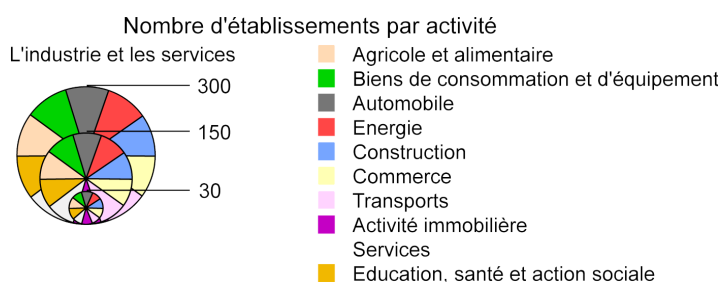 Nombre d'établissements par activité
L'industrie et les services
300
150
30
Agricole et alimentaire
Biens de consommation et d'équipement
Automobile
Energie
Construction
Commerce
Transports
Activité immobilière
Services
Education, santé et action sociale